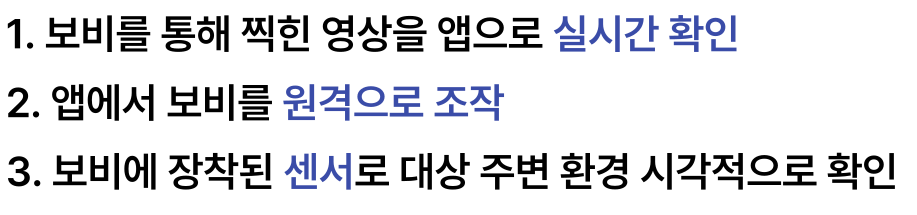 1. 보비를 통해 찍힌 영상을 앱으로 실시간 확인
2. 앱에서 보비를 원격으로 조작
3. 보비에 장착된 센서로 대상 주변 환경 시각적으로 확인